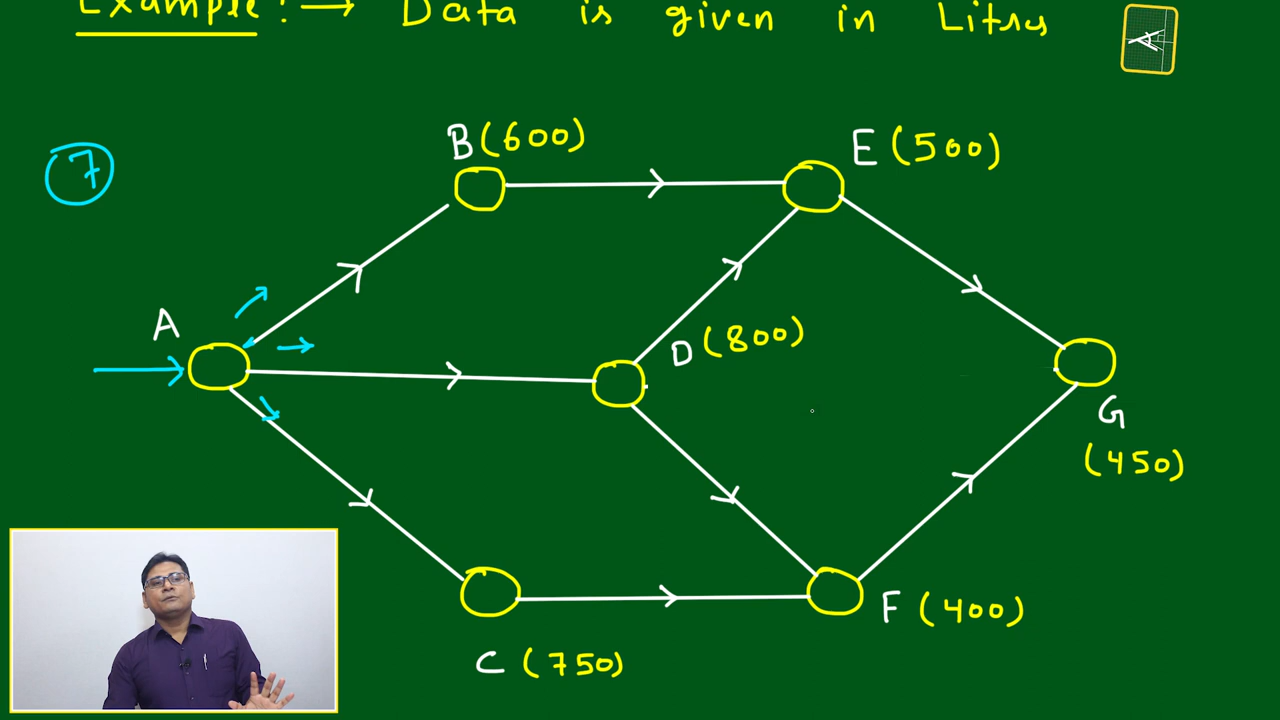 Example :→ Data is given in Litres
7
B (600)
E (500)
A
D (800)
G
(450)
F (400)
C (750)